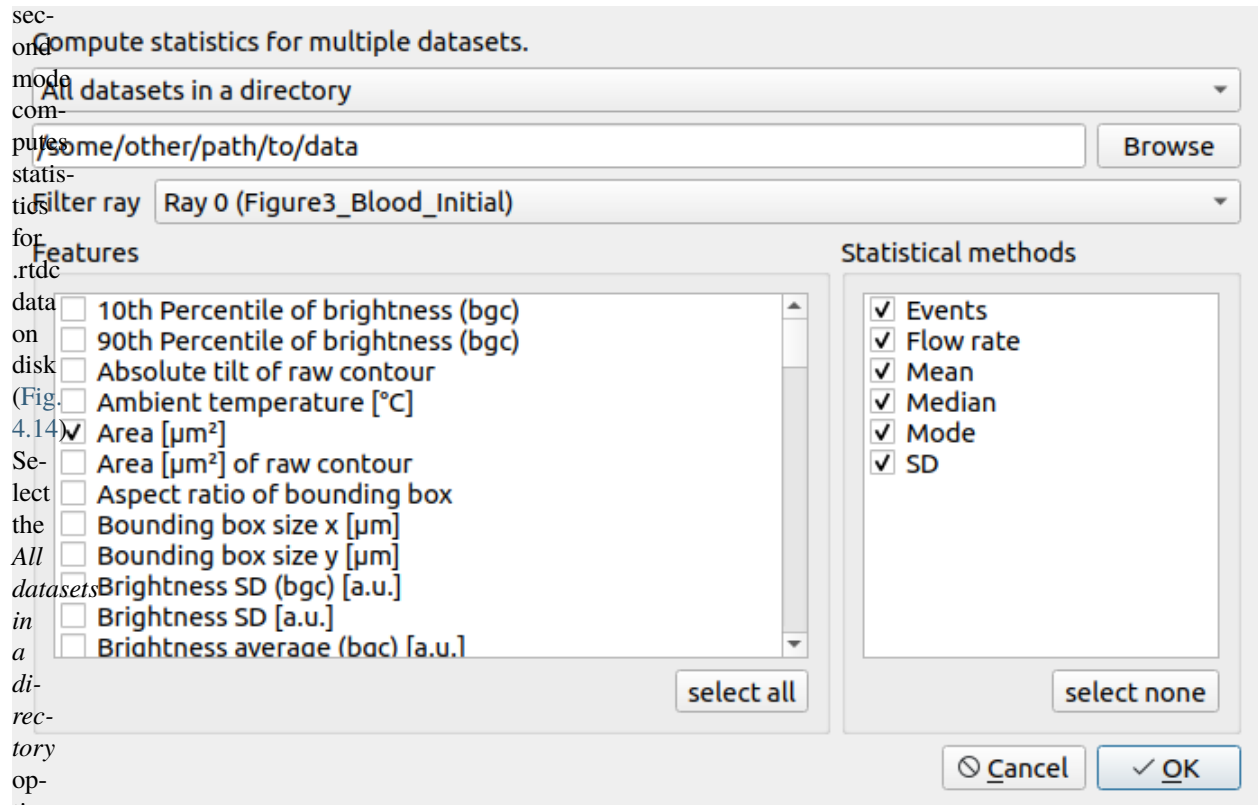 sec-
ond
mode
com-
putes
statis-
tics
for
.rtdc
data
on
disk
(Fig.
4.14).
Se-
lect
the
All
datasets
in
a
di-
rec-
tory
op-
Compute statistics for multiple datasets.
All datasets in a directory
/some/other/path/to/data
Browse
Filter ray Ray 0 (Figure3_Blood_Initial)
Features
10th Percentile of brightness (bgc)
90th Percentile of brightness (bgc)
Absolute tilt of raw contour
Ambient temperature [°C]
Area [µm²]
Area [µm²] of raw contour
Aspect ratio of bounding box
Bounding box size x [µm]
Bounding box size y [µm]
Brightness SD (bgc) [a.u.]
Brightness SD [a.u.]
Brightness average (bgc) [a.u.]
select all
Statistical methods
Events
Flow rate
Mean
Median
Mode
SD
select none
Cancel
OK